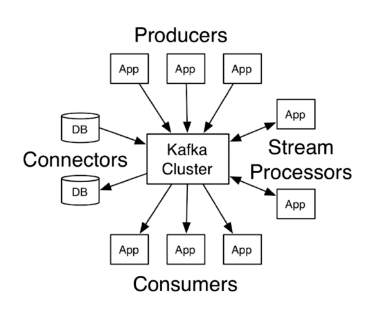 Producers
App
App
App
DB
App
Kafka
Cluster
Connectors
Stream
Processors
DB
App
App
App
App
Consumers